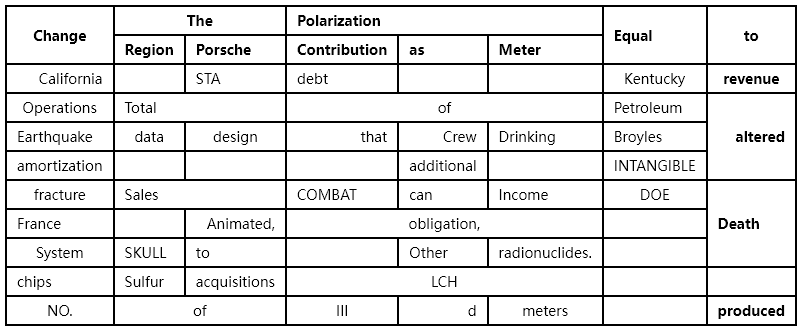 Change The Polarization Equal to
Region Porsche Contribution as Meter
California STA debt Kentucky revenue
Operations Total of Petroleum altered
Earthquake data design that Crew Drinking Broyles
amortization additional INTANGIBLE
fracture Sales COMBAT can Income DOE Death
France Animated, obligation,
System SKULL to Other radionuclides.
chips Sulfur acquisitions LCH
NO. of III d meters produced